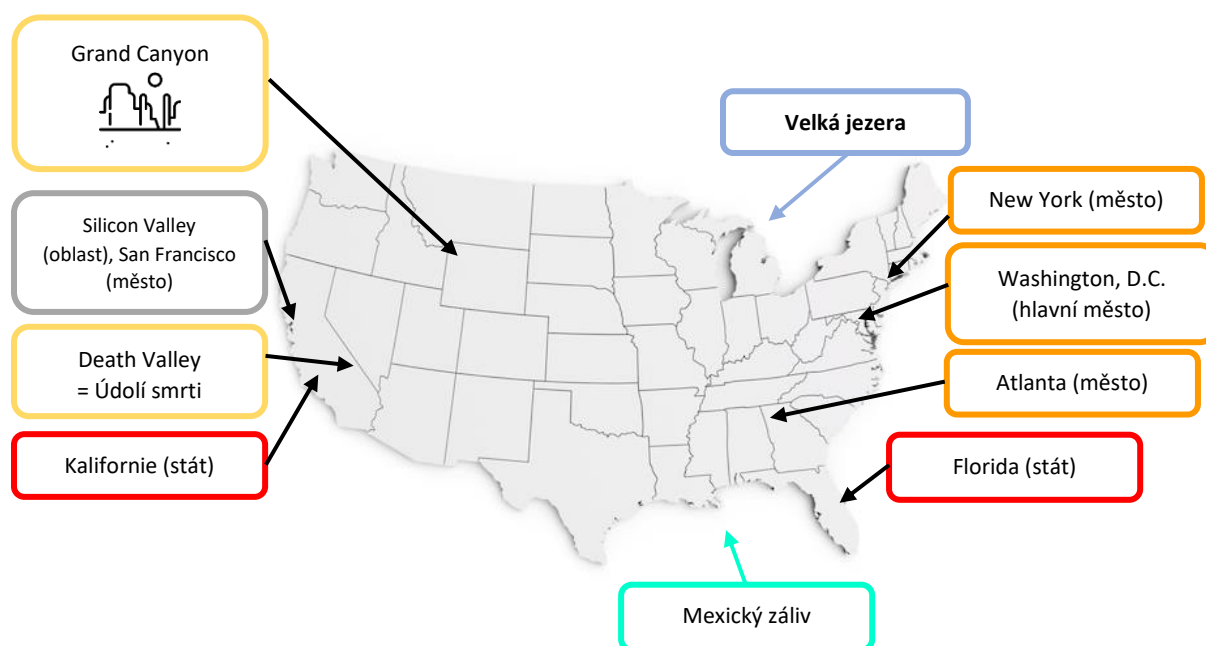 Grand Canyon
Velká jezera
Silicon Valley
(oblast), San Francisco
(město)
New York (město)
Washington, D.C.
(hlavní město)
Death Valley
= Údolí smrti
Atlanta (město)
Kalifornie (stát)
Florida (stát)
Mexický záliv